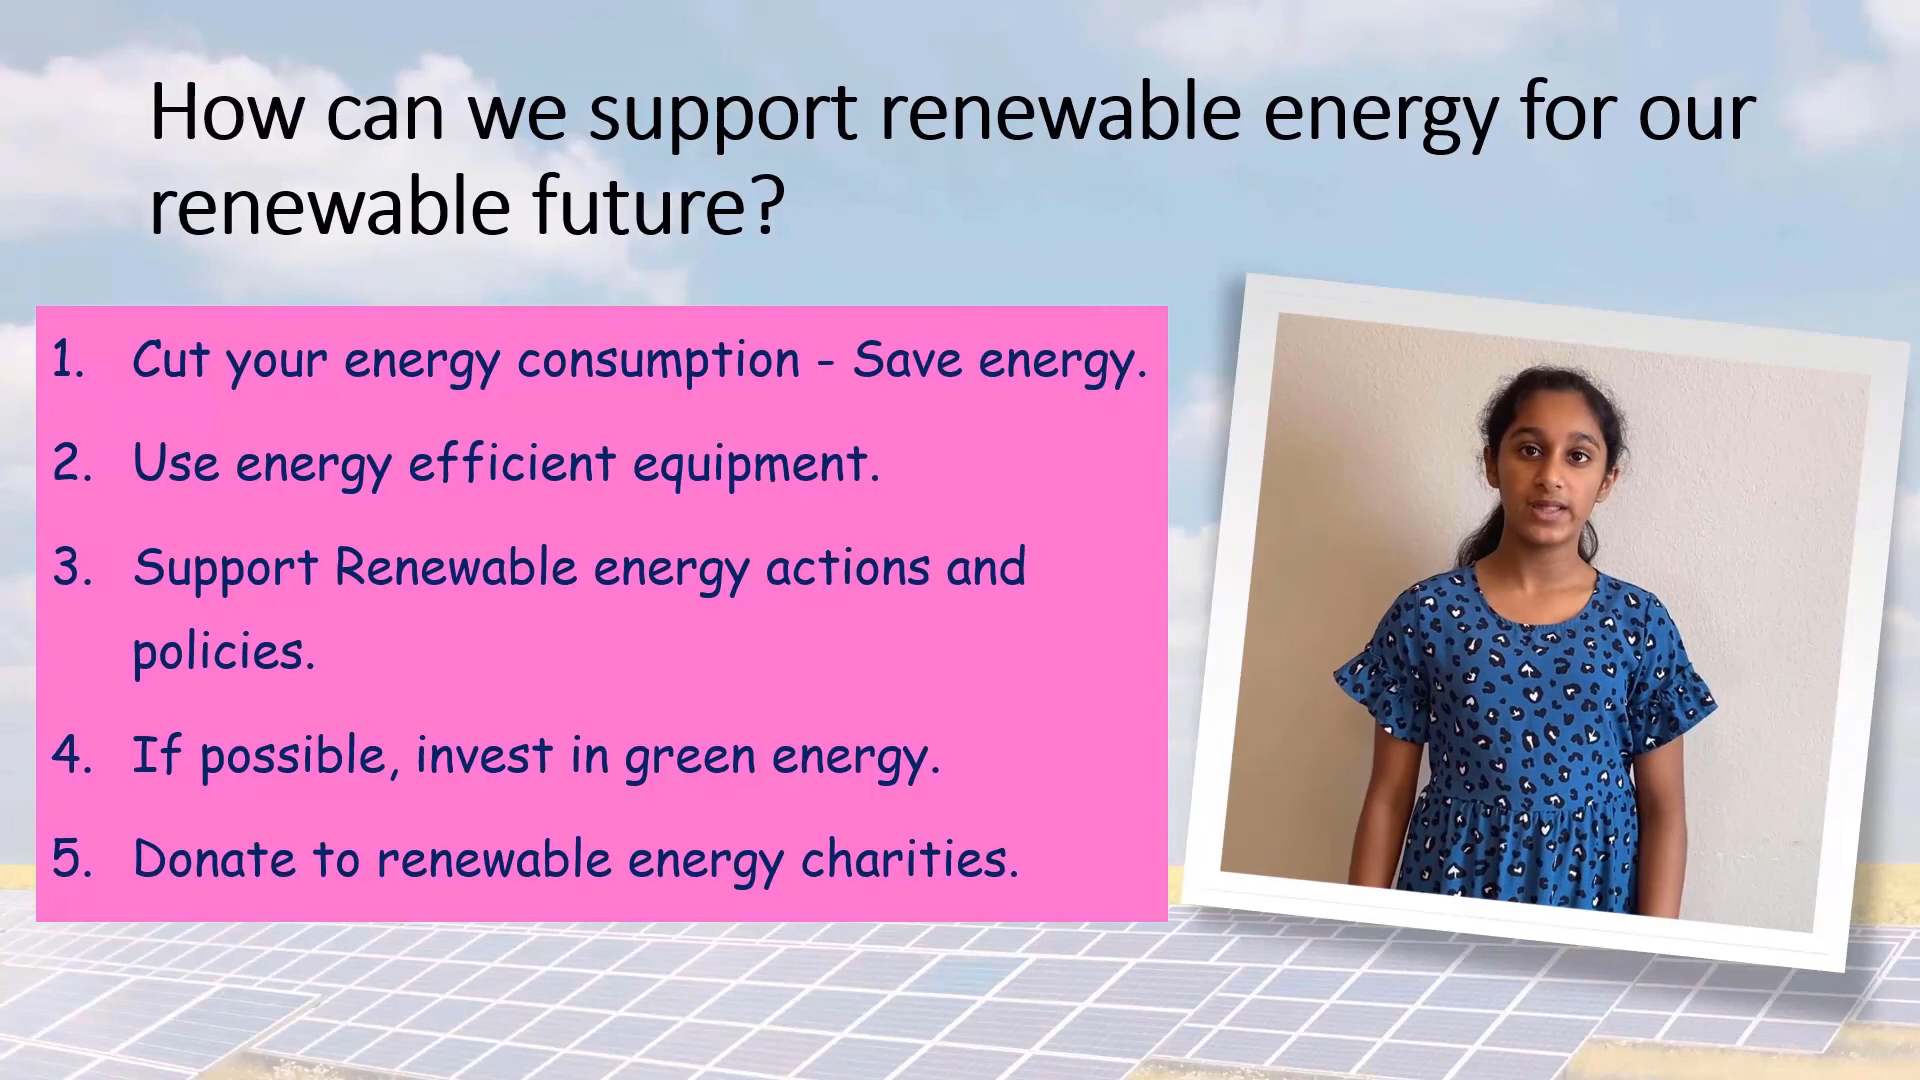 How can we support renewable energy for our
renewable future?
1. Cut your energy consumption - Save energy.
2. Use energy efficient equipment.
3. Support Renewable energy actions and
policies.
4. If possible, invest in green energy.
5. Donate to renewable energy charities.